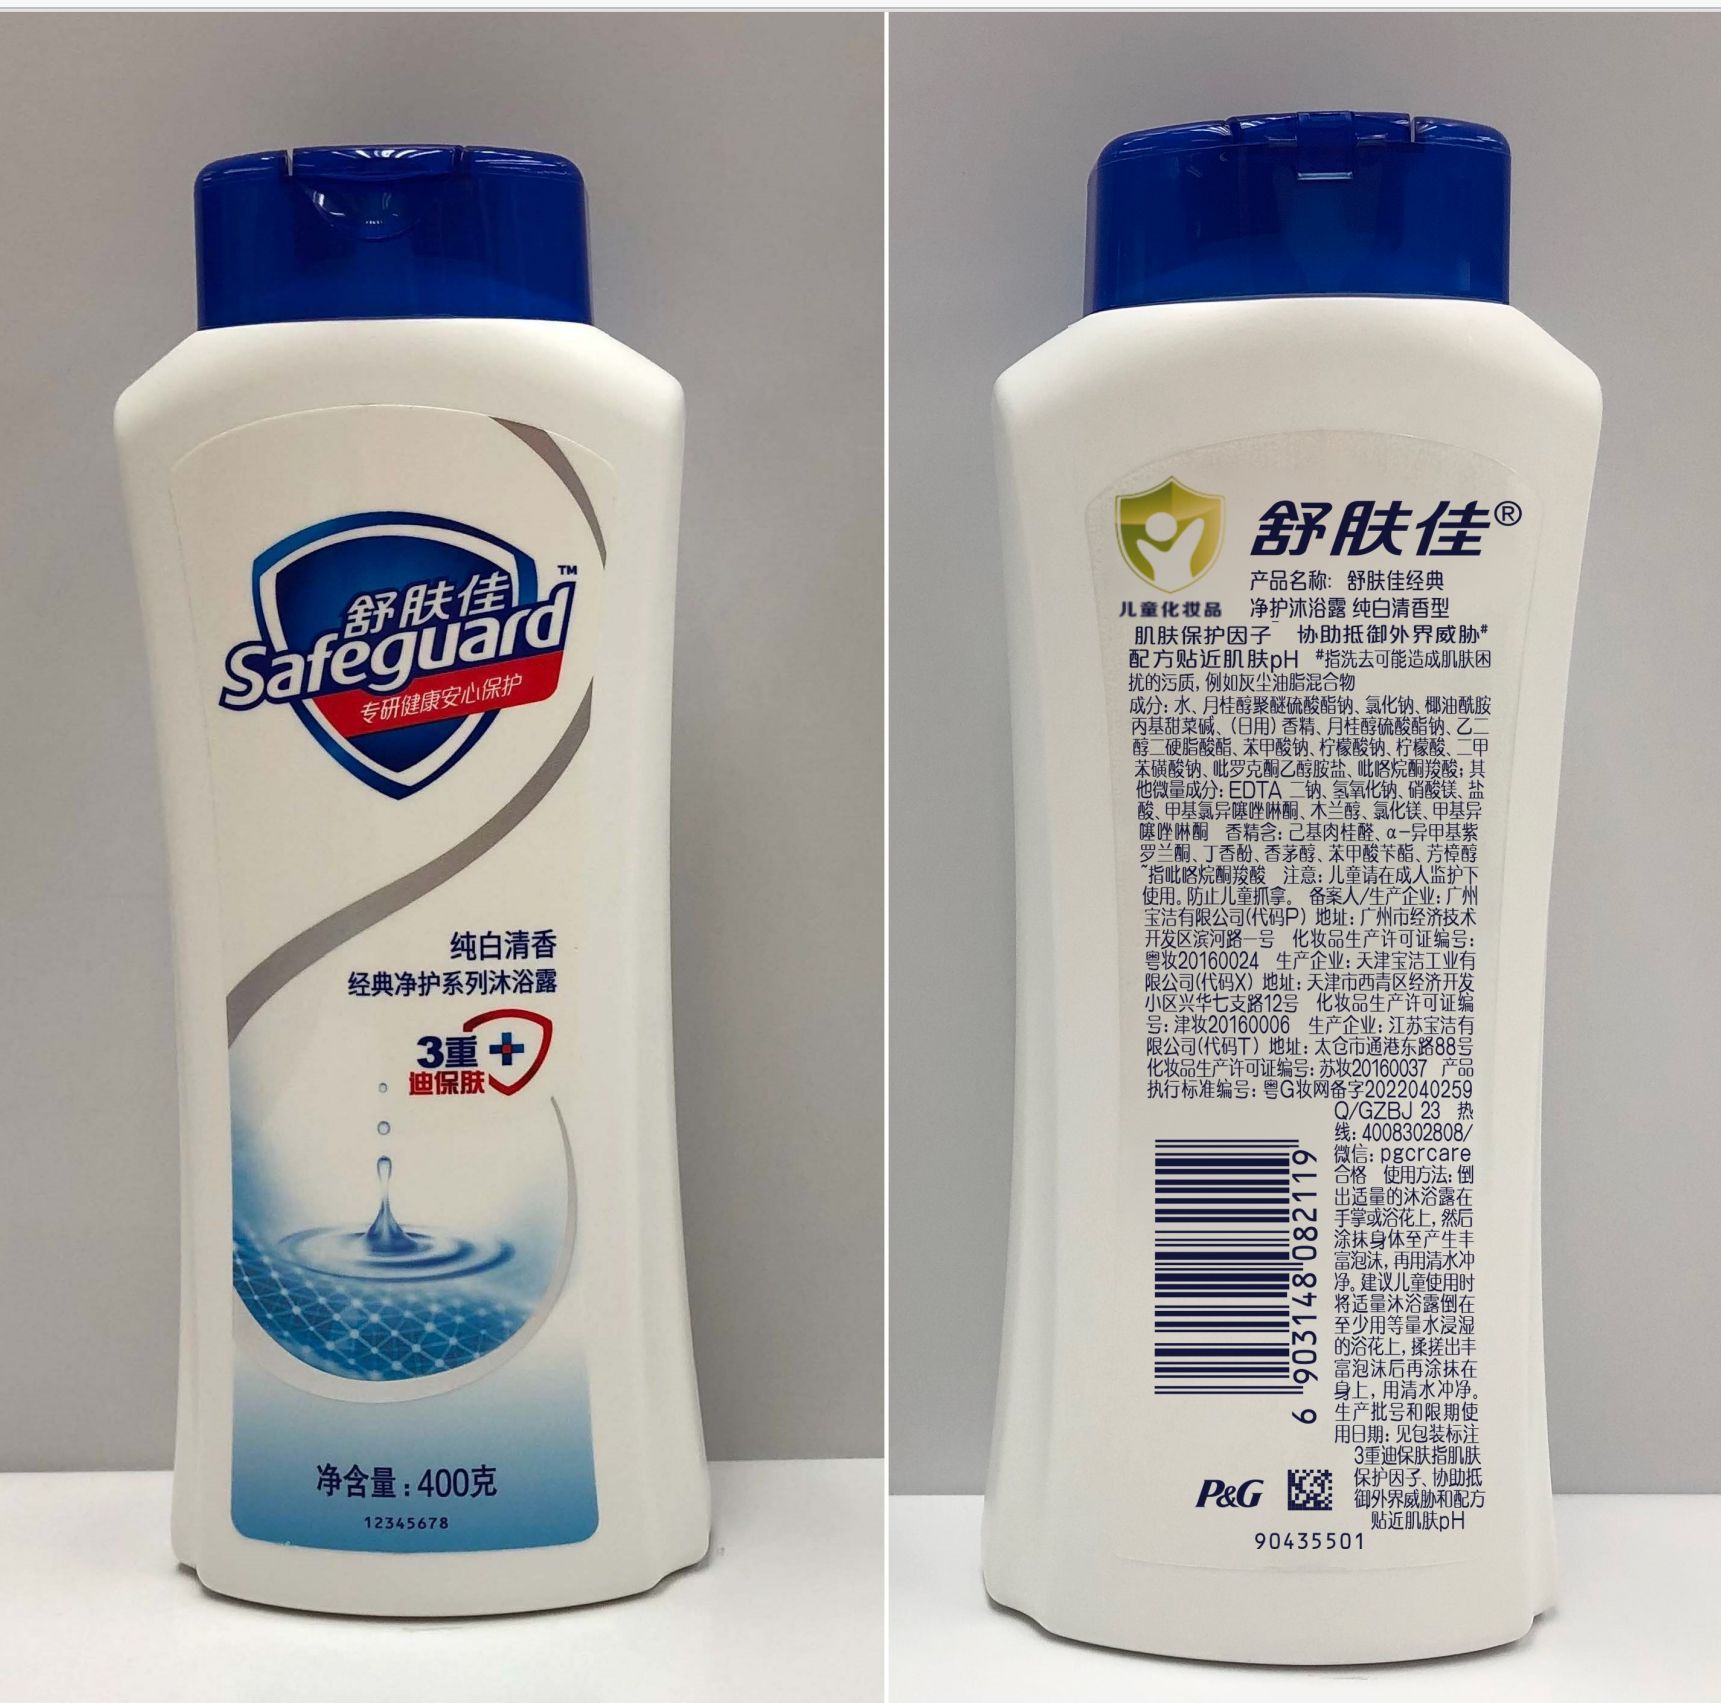 舒肤佳
Safeguard™
专研健康安心保护
纯白清香
经典净护系列沐浴露
3重
迪保肤
净含量：400克
12345678
舒肤佳®
儿童化妆品
产品名称： 舒肤佳经典
净护沐浴露 纯白清香型
肌肤保护因子~ 协助抵御外界威胁#
配方贴近肌肤pH #指洗去可能造成肌肤困
扰的污质，例如灰尘油脂混合物
成分：水、月桂醇聚醚硫酸酯钠、氯化钠、椰油酰胺
丙基甜菜碱、（日用）香精、月桂醇硫酸酯钠、乙二
醇二硬脂酸酯、苯甲酸钠、柠檬酸钠、柠檬酸、二甲
苯磺酸钠、吡罗克酮乙醇胺盐、吡咯烷酮羧酸；其
他微量成分：EDTA 二钠、氢氧化钠、硝酸镁、盐
酸、甲基氯异噻唑啉酮、木兰醇、氯化镁、甲基异
噻唑啉酮 香精含：己基肉桂醛、α-异甲基紫
罗兰酮、丁香酚、香茅醇、苯甲酸苄酯、芳樟醇
~指吡咯烷酮羧酸 注意：儿童请在成人监护下
使用。防止儿童抓拿。 备案人/生产企业：广州
宝洁有限公司(代码P) 地址：广州市经济技术
开发区滨河路一号 化妆品生产许可证编号：
粤妆20160024 生产企业：天津宝洁工业有
限公司(代码X) 地址：天津市西青区经济开发
小区兴华七支路12号 化妆品生产许可证编
号：津妆20160006 生产企业：江苏宝洁有
限公司(代码T) 地址：太仓市通港东路88号
化妆品生产许可证编号：苏妆20160037 产品
执行标准编号：粤G妆网备字2022040259
Q/GZBJ 23 热
线：4008302808/
微信：pgcrcare
合格 使用方法：倒
出适量的沐浴露在
手掌或浴花上，然后
涂抹身体至产生丰
富泡沫，再用清水冲
净。建议儿童使用时
将适量沐浴露倒在
至少用等量水浸湿
的浴花上，揉搓出丰
富泡沫后再涂抹在
身上，用清水冲净。
生产批号和限期使
用日期：见包装标注
3重迪保肤指肌肤
保护因子、协助抵
御外界威胁和配方
贴近肌肤pH
6 903148 082119
P&G
90435501